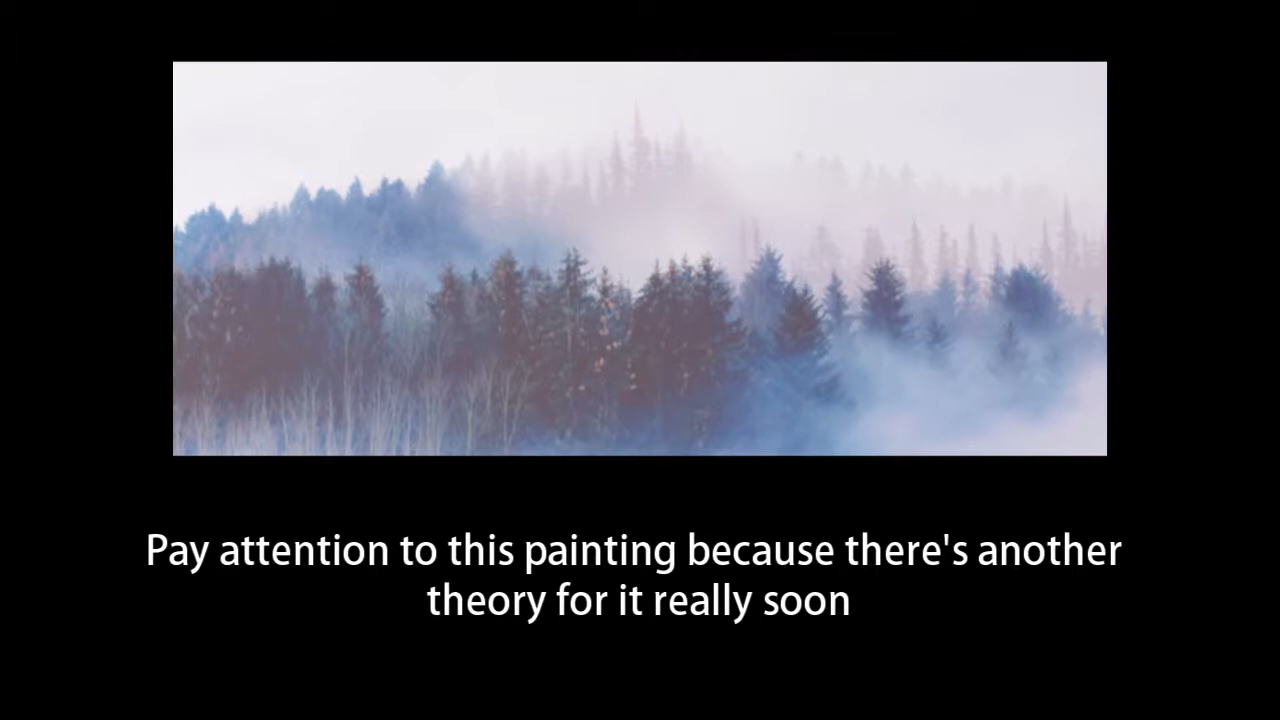 Pay attention to this painting because there's another
theory for it really soon